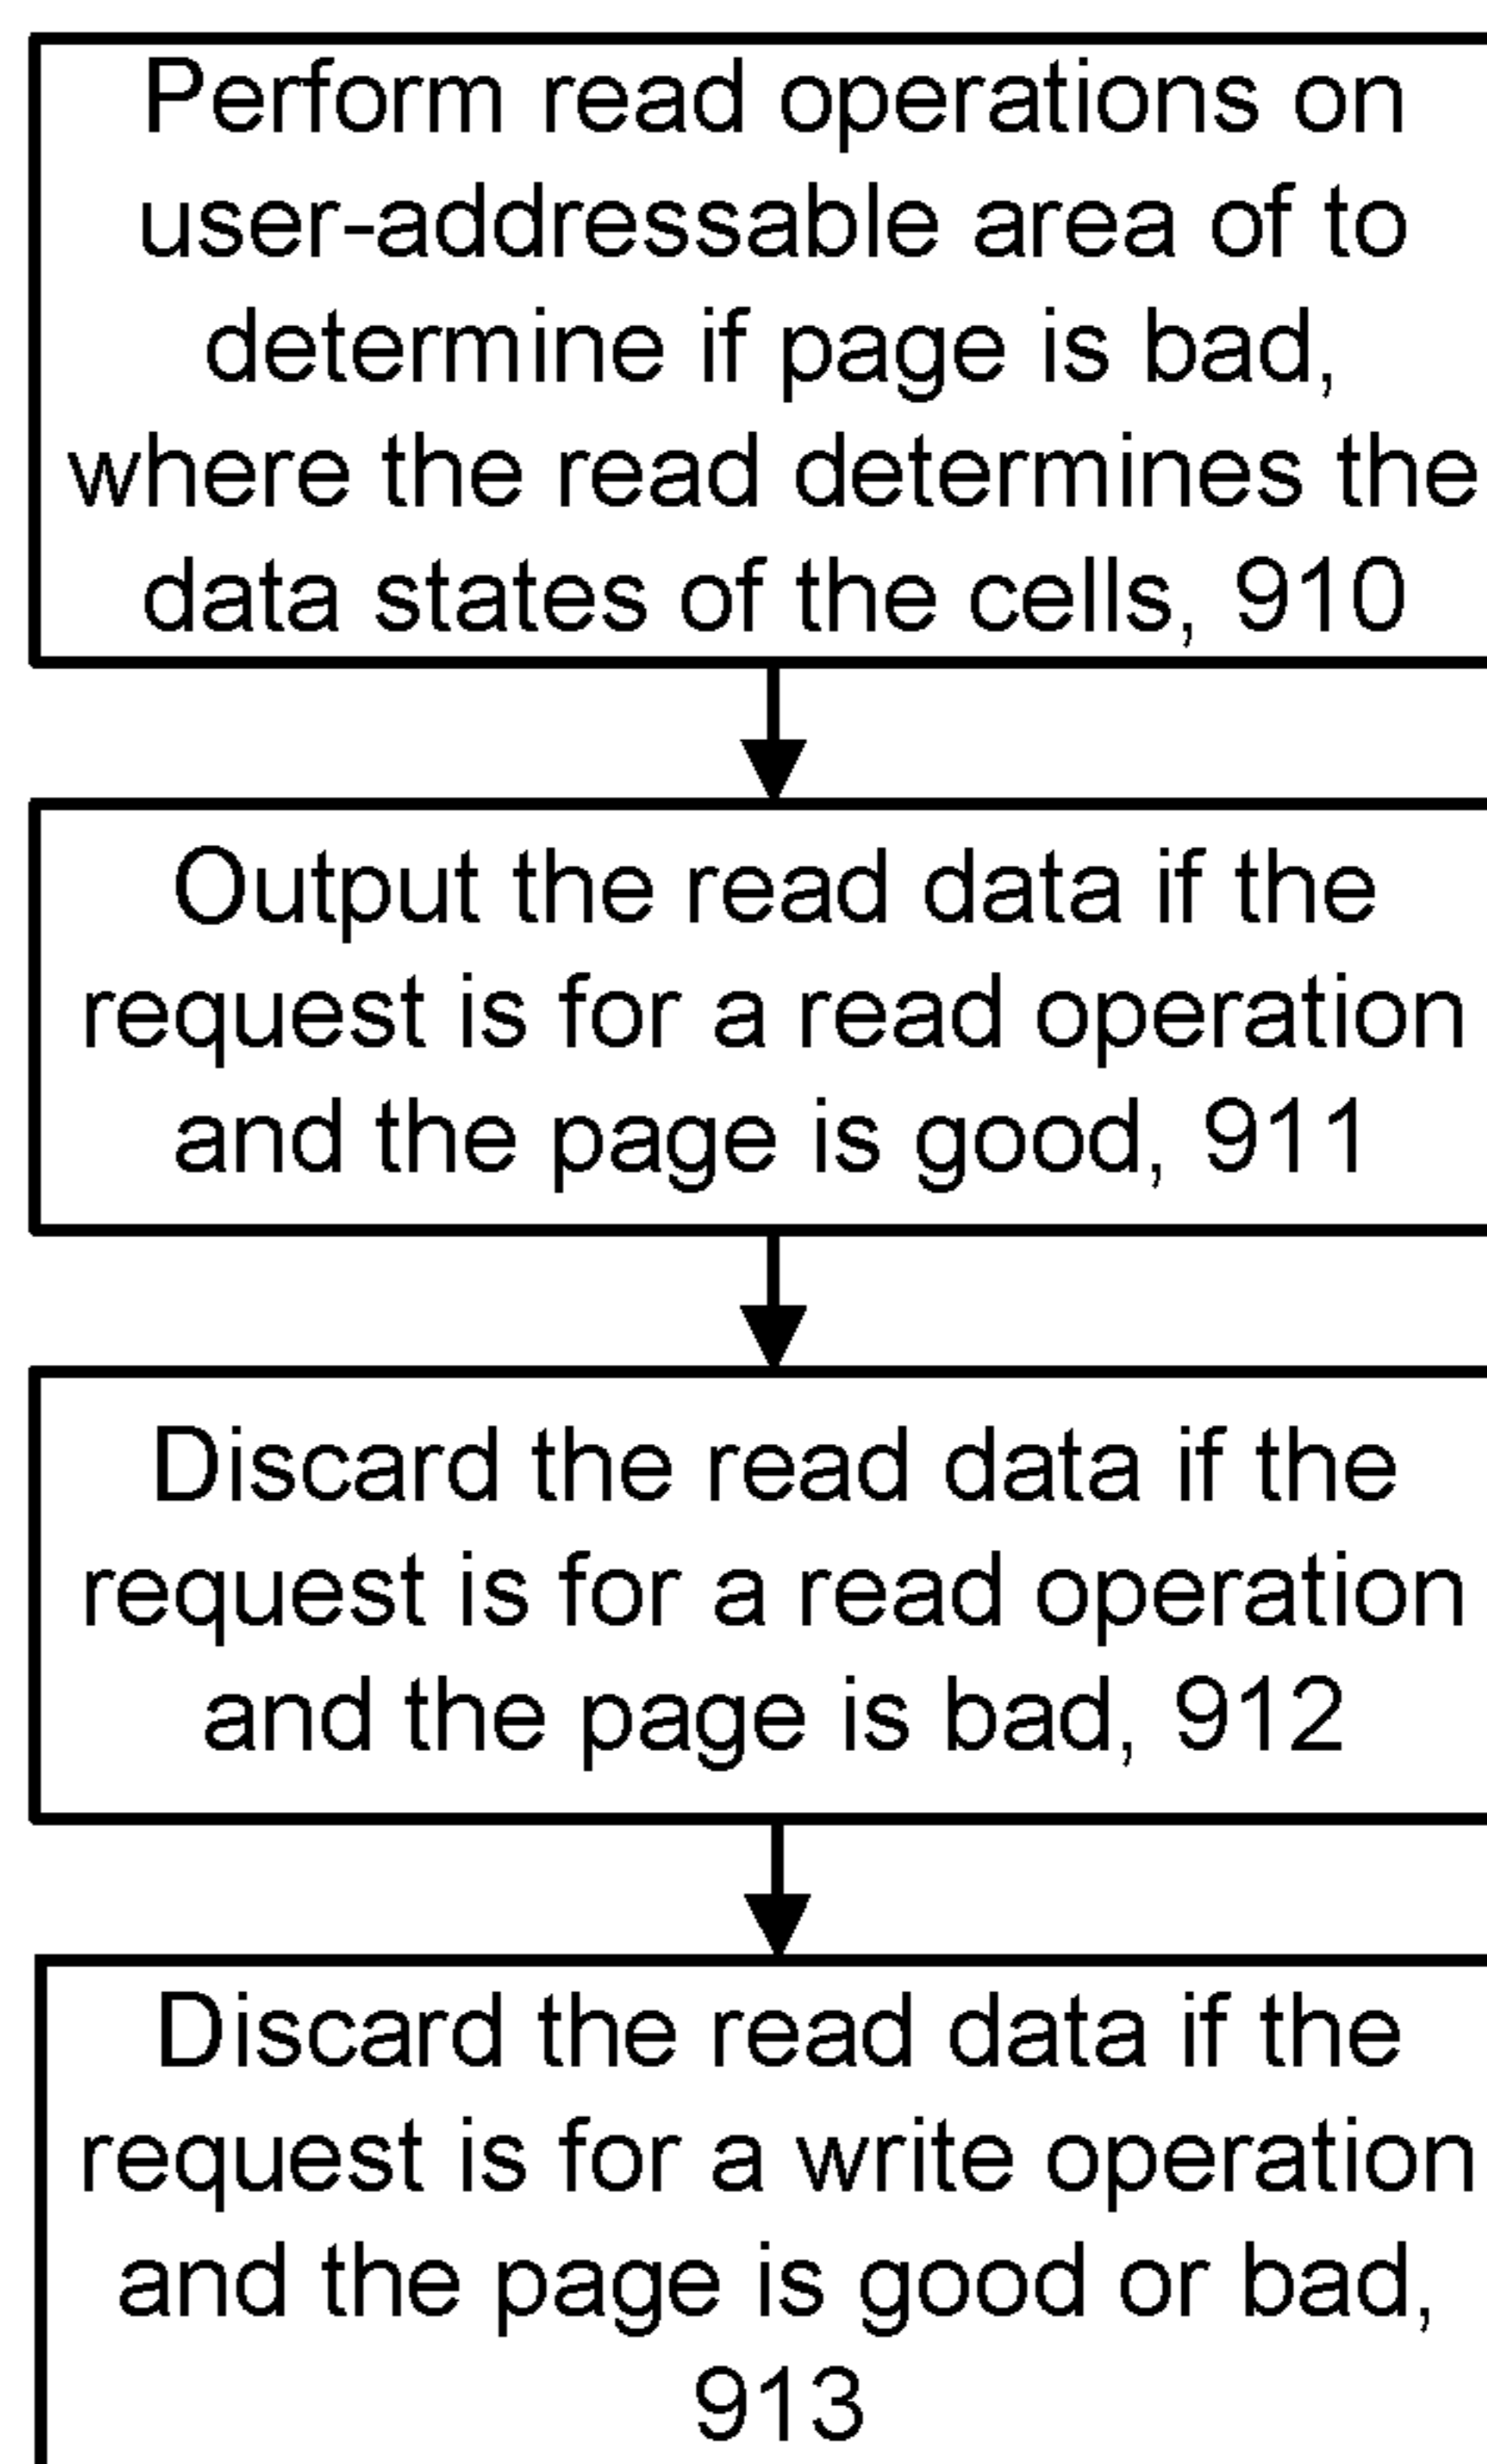 Perform read operations on
user-addressable area of to
determine if page is bad,
where the read determines the
data states of the cells, 910
Output the read data if the
request is for a read operation
and the page is good, 911
Discard the read data if the
request is for a read operation
and the page is bad, 912
Discard the read data if the
request is for a write operation
and the page is good or bad,
913